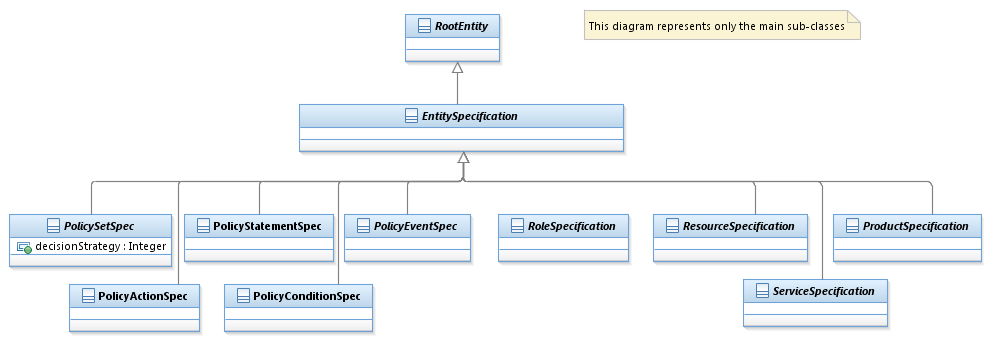 RootEntity
This diagram represents only the main sub-classes
EntitySpecification
PolicySetSpec
decisionStrategy : Integer
PolicyStatementSpec
PolicyEventSpec
RoleSpecification
ResourceSpecification
ProductSpecification
PolicyActionSpec
PolicyConditionSpec
ServiceSpecification